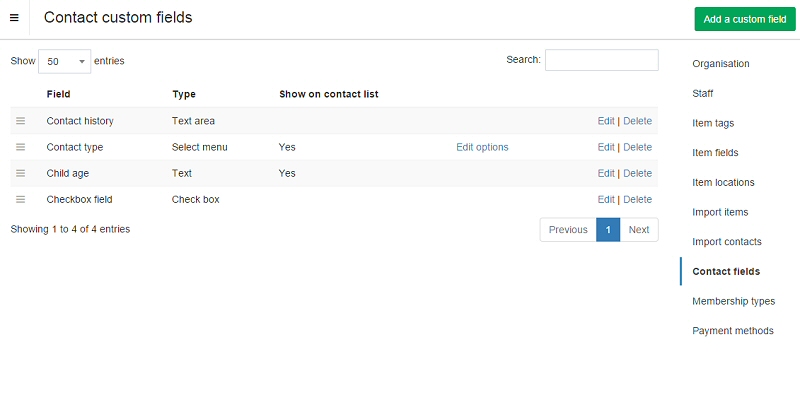 Contact custom fields
Add a custom field
Show 50 entries
Search:
Field Type Show on contact list
Contact history Text area Edit | Delete
Contact type Select menu Yes Edit options Edit | Delete
Child age Text Yes Edit | Delete
Checkbox field Check box Edit | Delete
Showing 1 to 4 of 4 entries
Previous 1 Next
Organisation
Staff
Item tags
Item fields
Item locations
Import items
Import contacts
Contact fields
Membership types
Payment methods